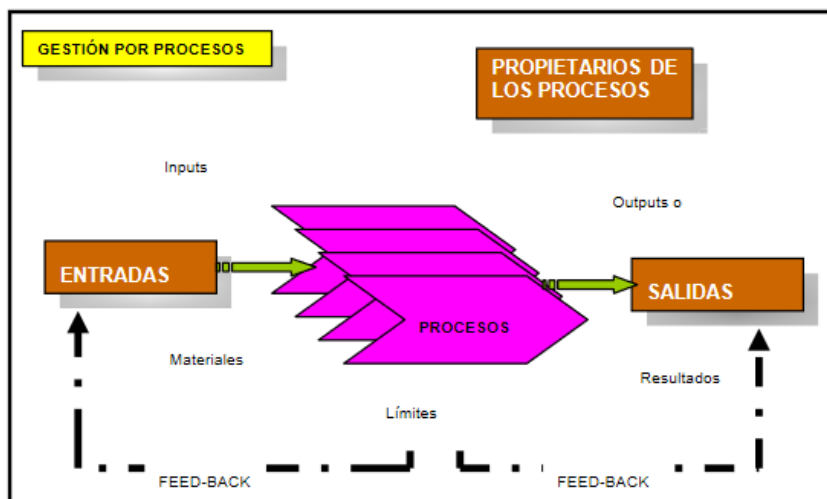 GESTIÓN POR PROCESOS
PROPIETARIOS DE
LOS PROCESOS
Inputs
Outputs o
ENTRADAS
SALIDAS
PROCESOS
Materiales
Resultados
Límites
FEED-BACK
FEED-BACK